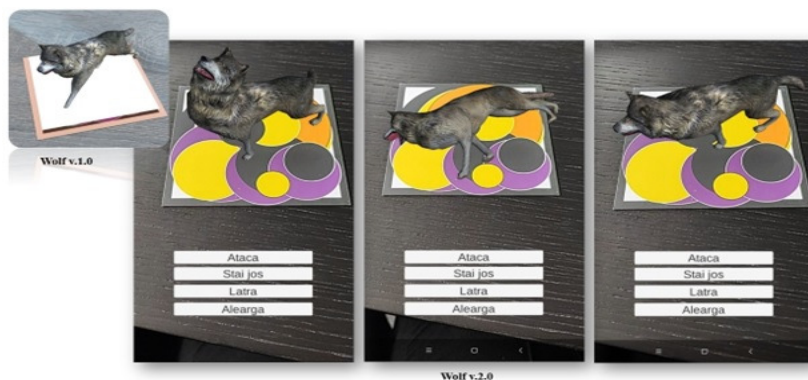 Wolf v.1.0
Ataca
Stai jos
Latra
Alearga
Ataca
Stai jos
Latra
Alearga
Ataca
Stai jos
Latra
Alearga
Wolf v.2.0